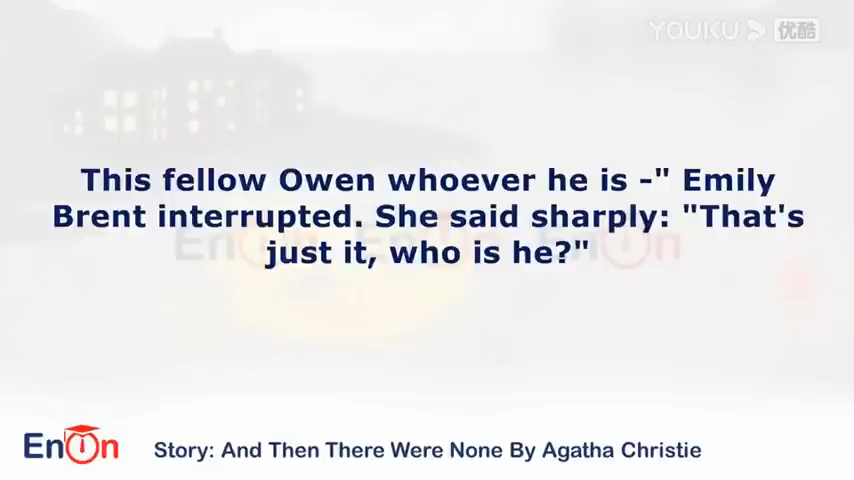 YOUKU 优酷
This fellow Owen whoever he is -" Emily
Brent interrupted. She said sharply: "That's
just it, who is he?"
EnOn
Story: And Then There Were None By Agatha Christie